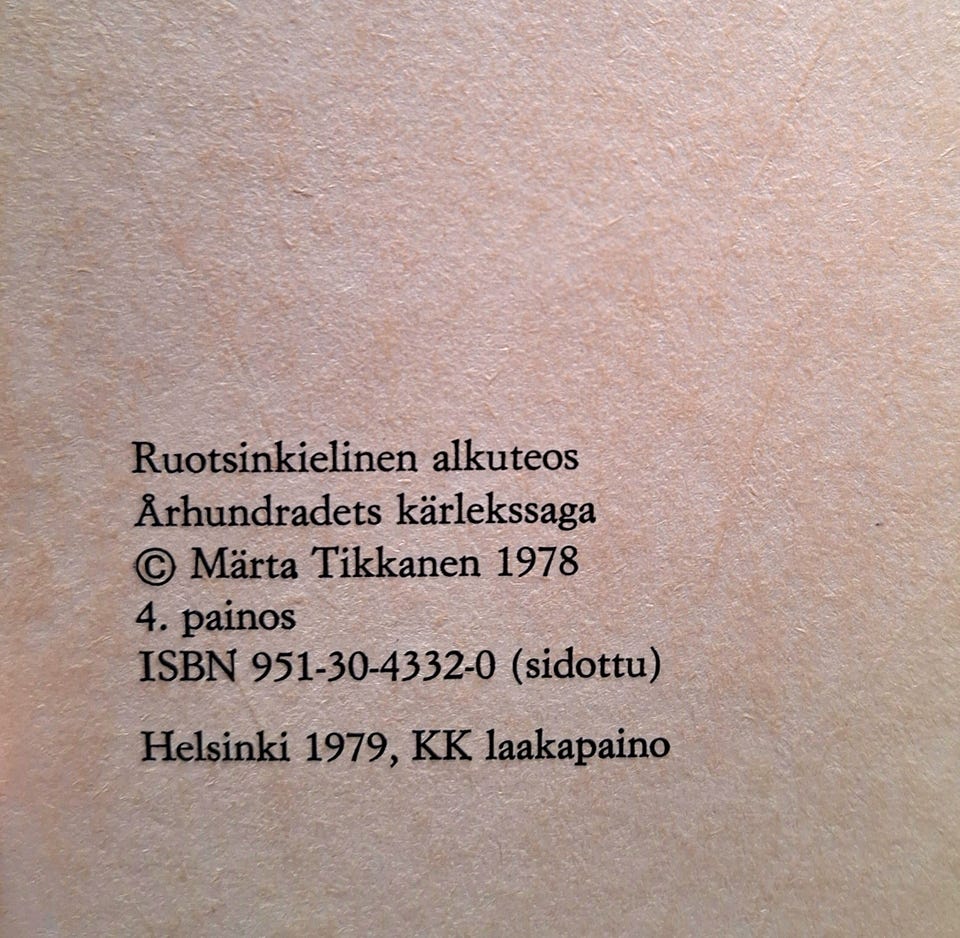 Ruotsinkielinen alkuteos
Århundradets kärlekssaga
© Märta Tikkanen 1978
4. painos
ISBN 951-30-4332-0 (sidottu)
Helsinki 1979, KK laakapaino